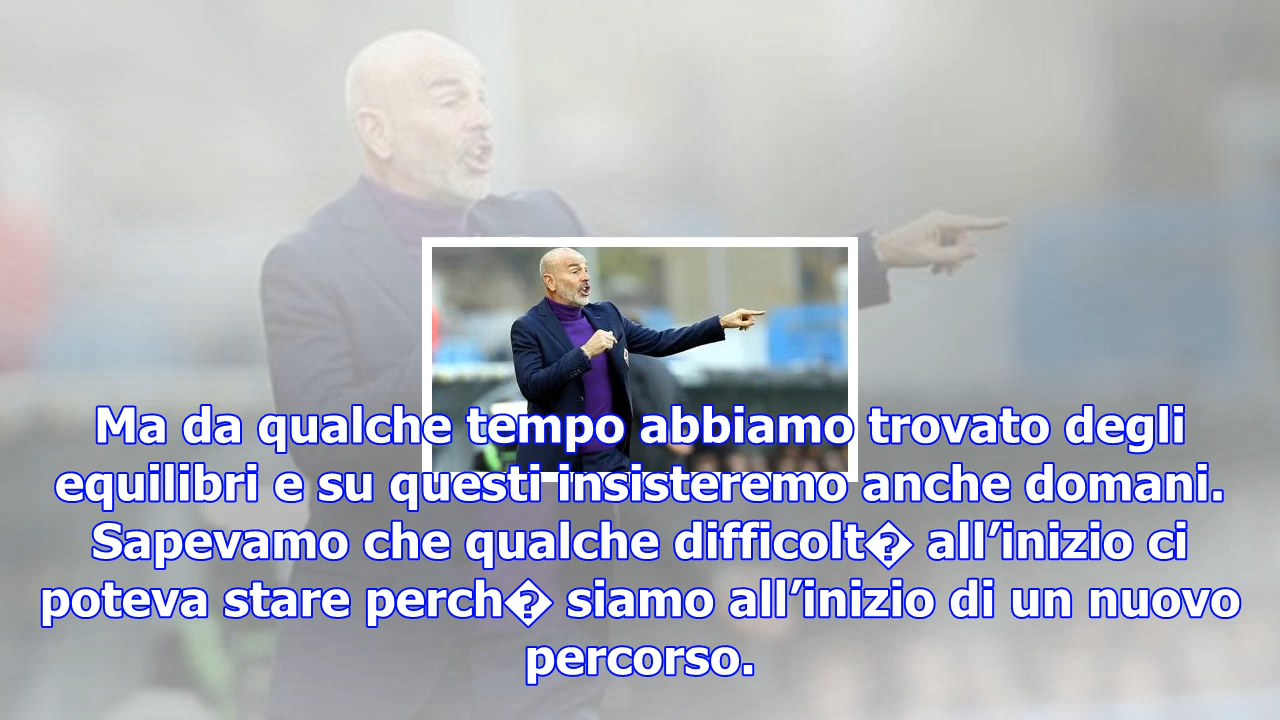 Ma da qualche tempo abbiamo trovato degli
equilibri e su questi insisteremo anche domani.
Sapevamo che qualche difficolt� all’inizio ci
poteva stare perch� siamo all’inizio di un nuovo
percorso.